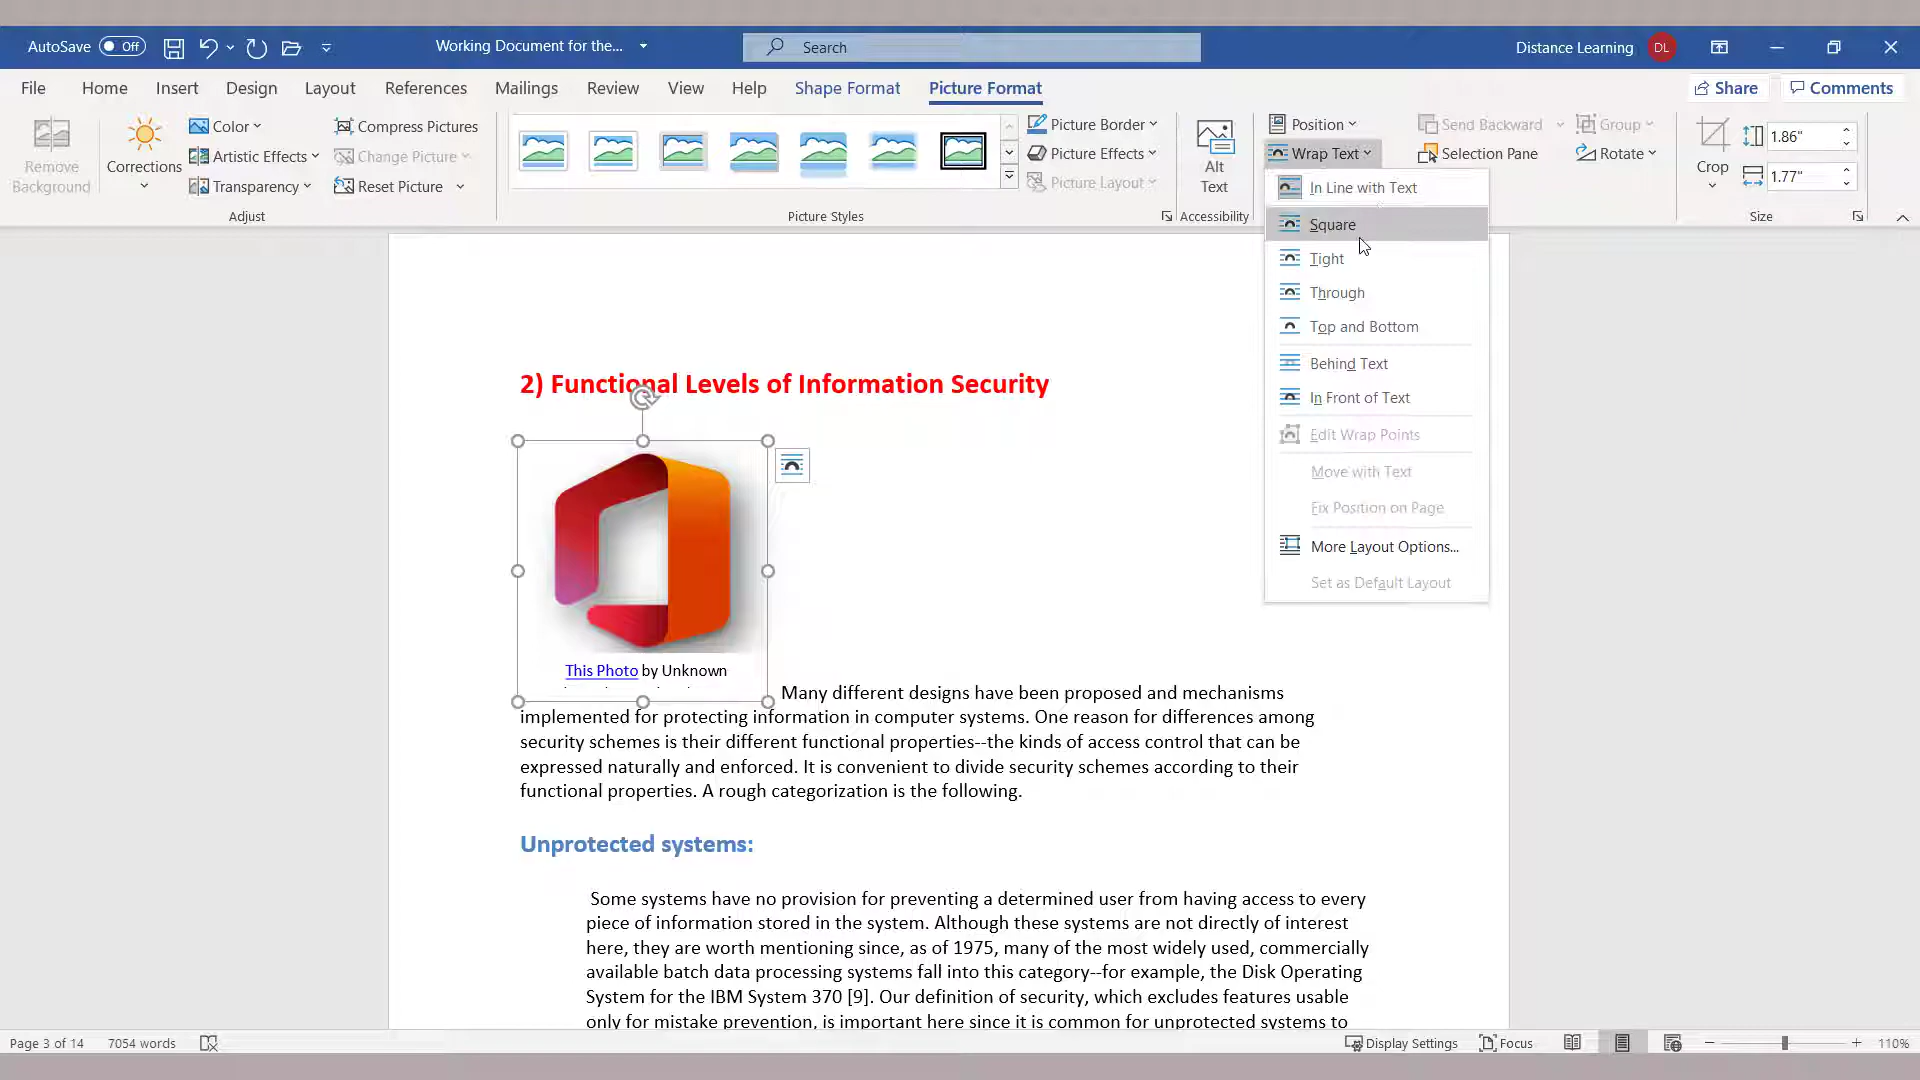 AutoSave Off Working Document for the... Search Distance Learning DL
File Home Insert Design Layout References Mailings Review View Help Shape Format Picture Format Share Comments
Remove Background
Corrections
Color
Artistic Effects
Transparency
Compress Pictures
Change Picture
Reset Picture
Adjust
Picture Styles
Picture Border
Picture Effects
Picture Layout
Alt Text
Accessibility
Position
Wrap Text
Send Backward
Selection Pane
Group
Rotate
Crop
1.86"
1.77"
Size
In Line with Text
Square
Tight
Through
Top and Bottom
Behind Text
In Front of Text
Edit Wrap Points
Move with Text
Fix Position on Page
More Layout Options...
Set as Default Layout
2) Functional Levels of Information Security
This Photo by Unknown
Many different designs have been proposed and mechanisms
implemented for protecting information in computer systems. One reason for differences among
security schemes is their different functional properties--the kinds of access control that can be
expressed naturally and enforced. It is convenient to divide security schemes according to their
functional properties. A rough categorization is the following.
Unprotected systems:
Some systems have no provision for preventing a determined user from having access to every
piece of information stored in the system. Although these systems are not directly of interest
here, they are worth mentioning since, as of 1975, many of the most widely used, commercially
available batch data processing systems fall into this category--for example, the Disk Operating
System for the IBM System 370 [9]. Our definition of security, which excludes features usable
only for mistake prevention, is important here since it is common for unprotected systems to
Page 3 of 14 7054 words Display Settings Focus 110%